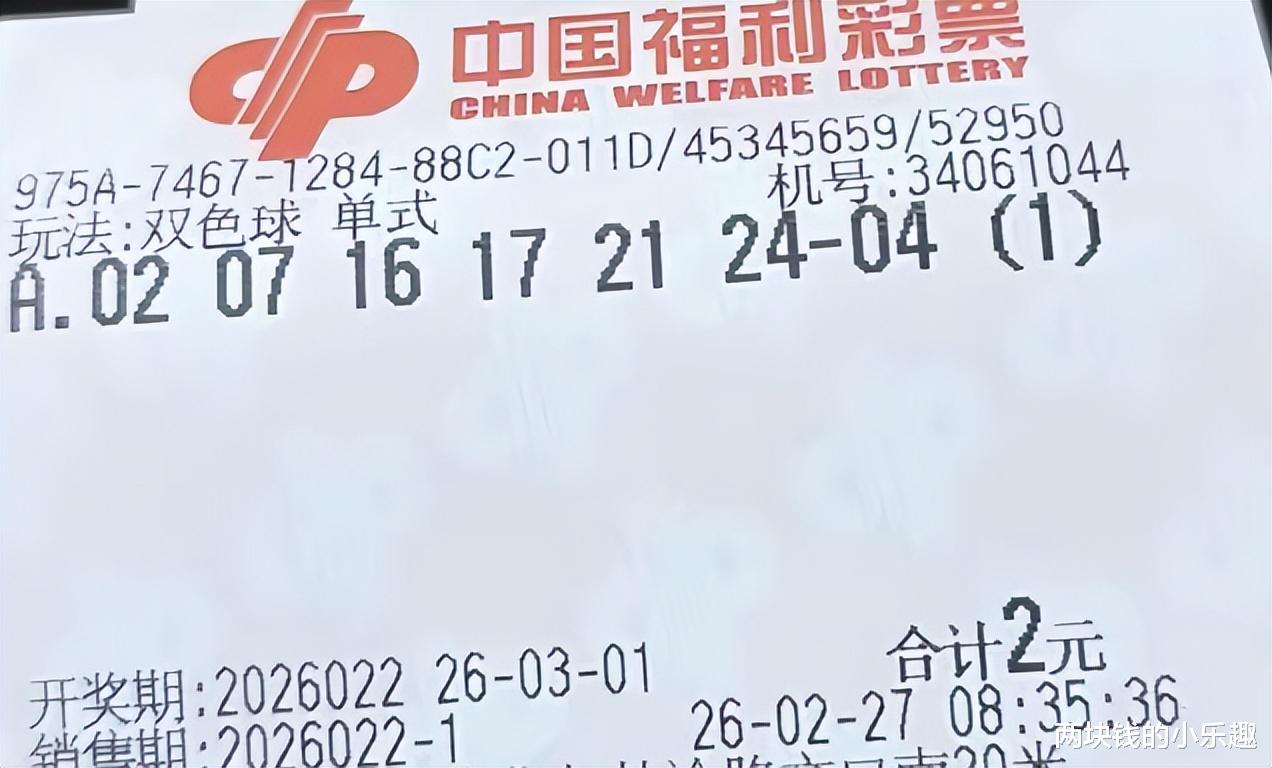 中国福利彩票
CHINA WELFARE LOTTERY
975A-7467-1284-88C2-011D/45345659/52950
玩法:双色球 单式 机号:34061044
A.02 07 16 17 21 24-04 (1)
合计2元
开奖期:2026022 26-03-01
销售期:2026022-1 26-02-27 08:35:36
两块钱的小乐趣